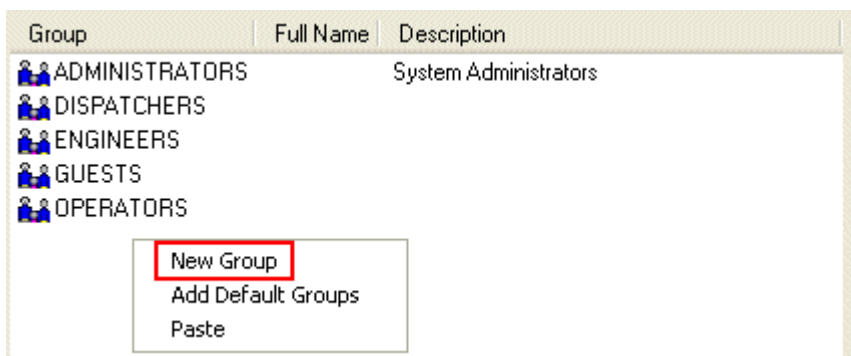 Group Full Name Description
ADMINISTRATORS System Administrators
DISPATCHERS
ENGINEERS
GUESTS
OPERATORS
New Group
Add Default Groups
Paste